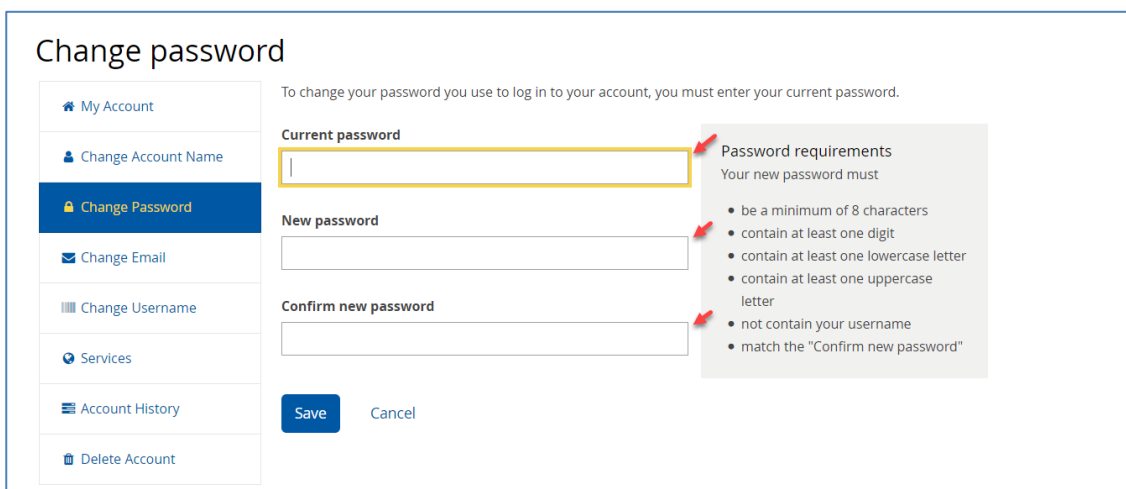 Change password
My Account
Change Account Name
Change Password
Change Email
Change Username
Services
Account History
Delete Account
To change your password you use to log in to your account, you must enter your current password.
Current password
New password
Confirm new password
Save Cancel
Password requirements
Your new password must
• be a minimum of 8 characters
• contain at least one digit
• contain at least one lowercase letter
• contain at least one uppercase
letter
• not contain your username
• match the "Confirm new password"